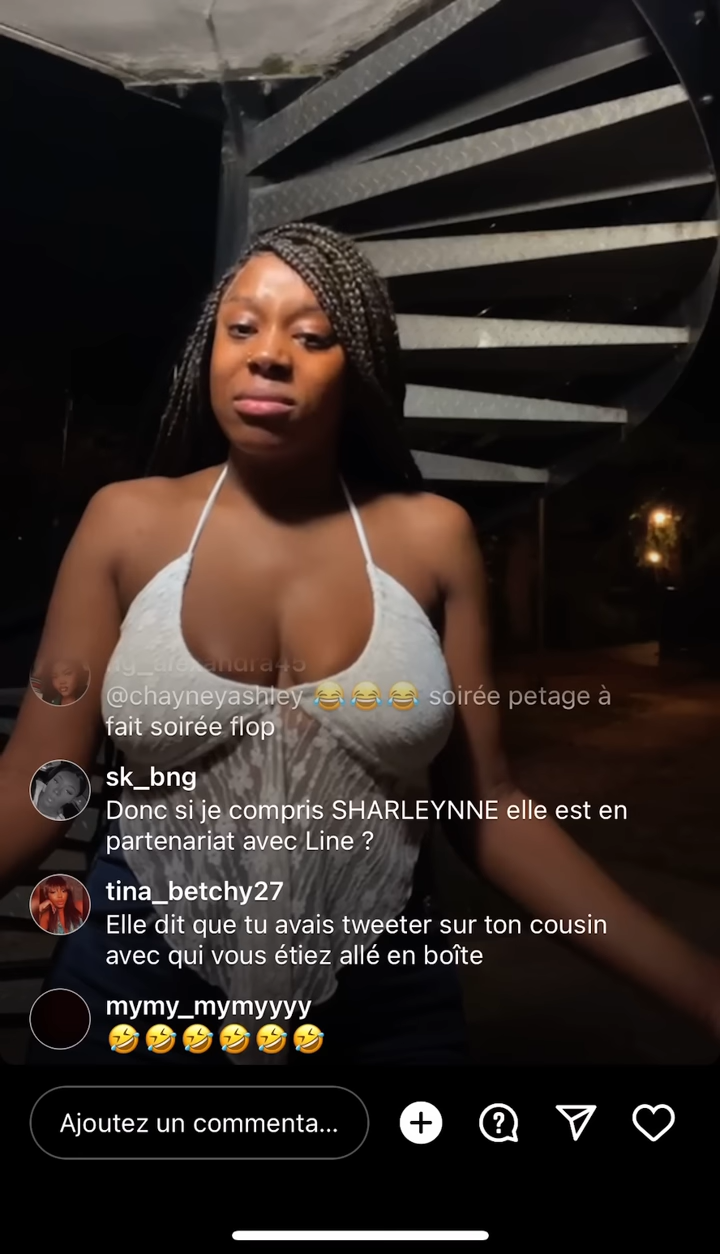 @chayneyashley 😂😂😂 soirée petage à
fait soirée flop
sk_bng
Donc si je compris SHARLEYNNE elle est en
partenariat avec Line ?
tina_betchy27
Elle dit que tu avais tweeter sur ton cousin
avec qui vous étiez allé en boîte
mymy_mymyyyy
🤣🤣🤣🤣🤣🤣
Ajoutez un commenta...